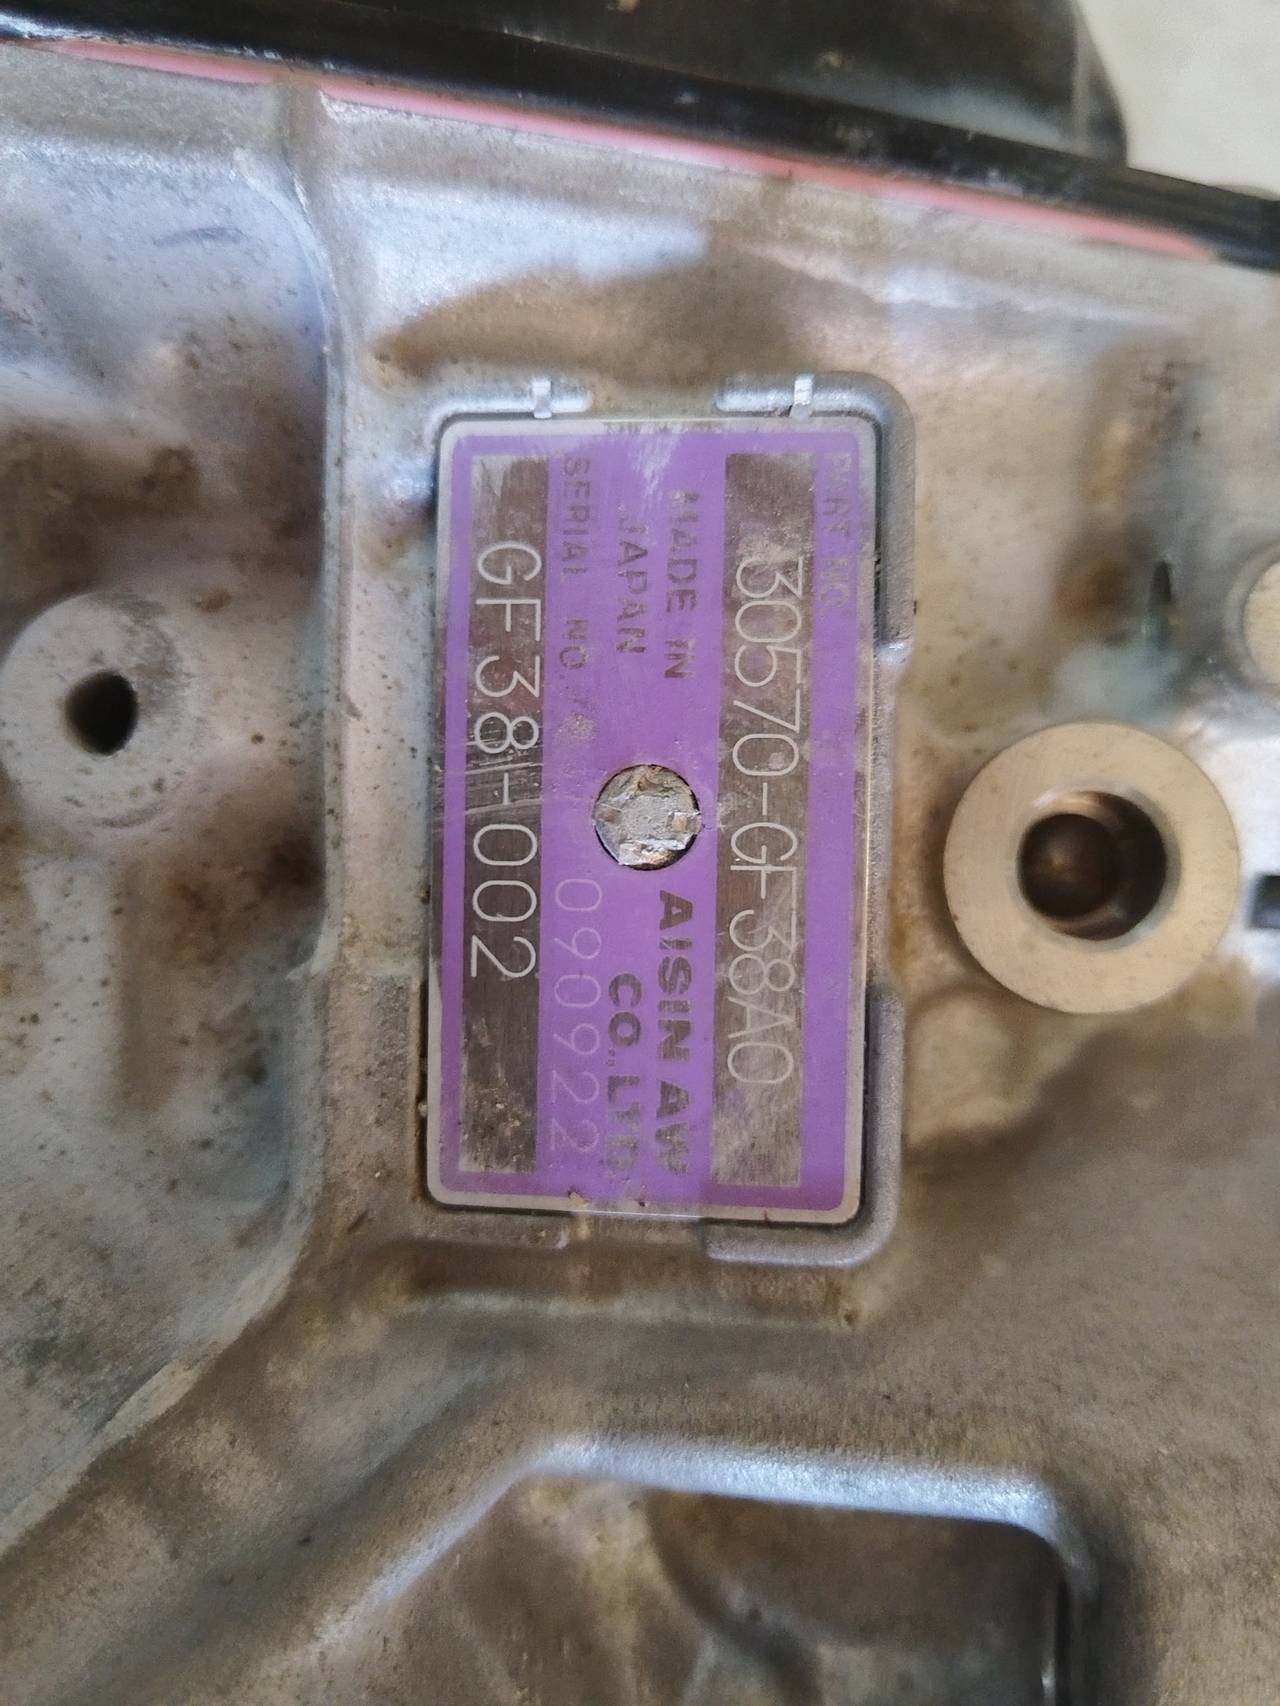 PART NO.
30570-GF38A0
MADE IN JAPAN
AISIN AW CO.,LTD
SERIAL NO.
090922
GF38-002